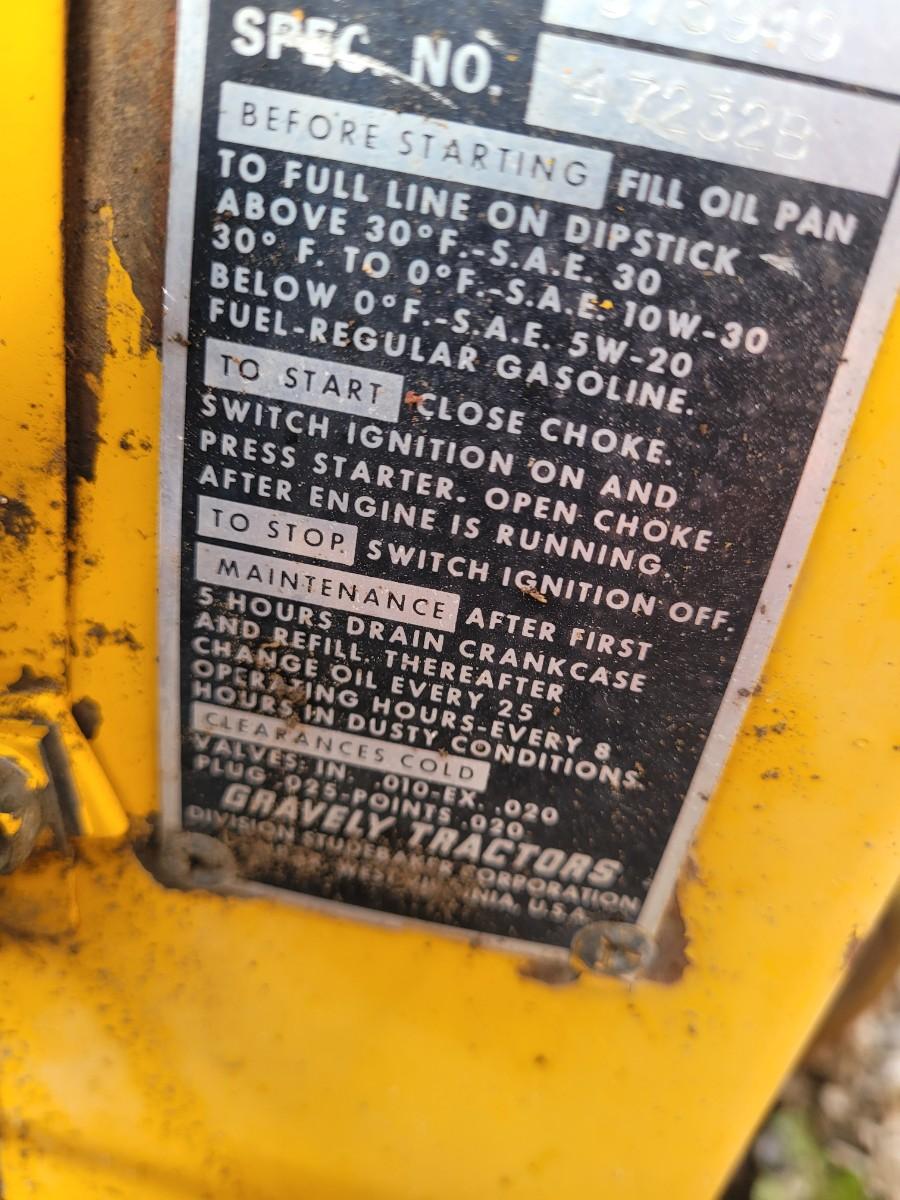 SPEC. NO. 47232B
BEFORE STARTING FILL OIL PAN
TO FULL LINE ON DIPSTICK
ABOVE 30°F.-S.A.E. 30
30° F. TO 0°F.-S.A.E. 10W-30
BELOW 0°F.-S.A.E. 5W-20
FUEL-REGULAR GASOLINE.
TO START CLOSE CHOKE.
SWITCH IGNITION ON AND
PRESS STARTER. OPEN CHOKE
AFTER ENGINE IS RUNNING.
TO STOP SWITCH IGNITION OFF.
MAINTENANCE AFTER FIRST
5 HOURS DRAIN CRANKCASE
AND REFILL. THEREAFTER
CHANGE OIL EVERY 25
OPERATING HOURS-EVERY 8
HOURS IN DUSTY CONDITIONS.
CLEARANCES COLD
VALVES: IN. .010-EX. .020
PLUG .025-POINTS .020
GRAVELY TRACTORS
DIVISION STUDEBAKER CORPORATION
U.S.A.